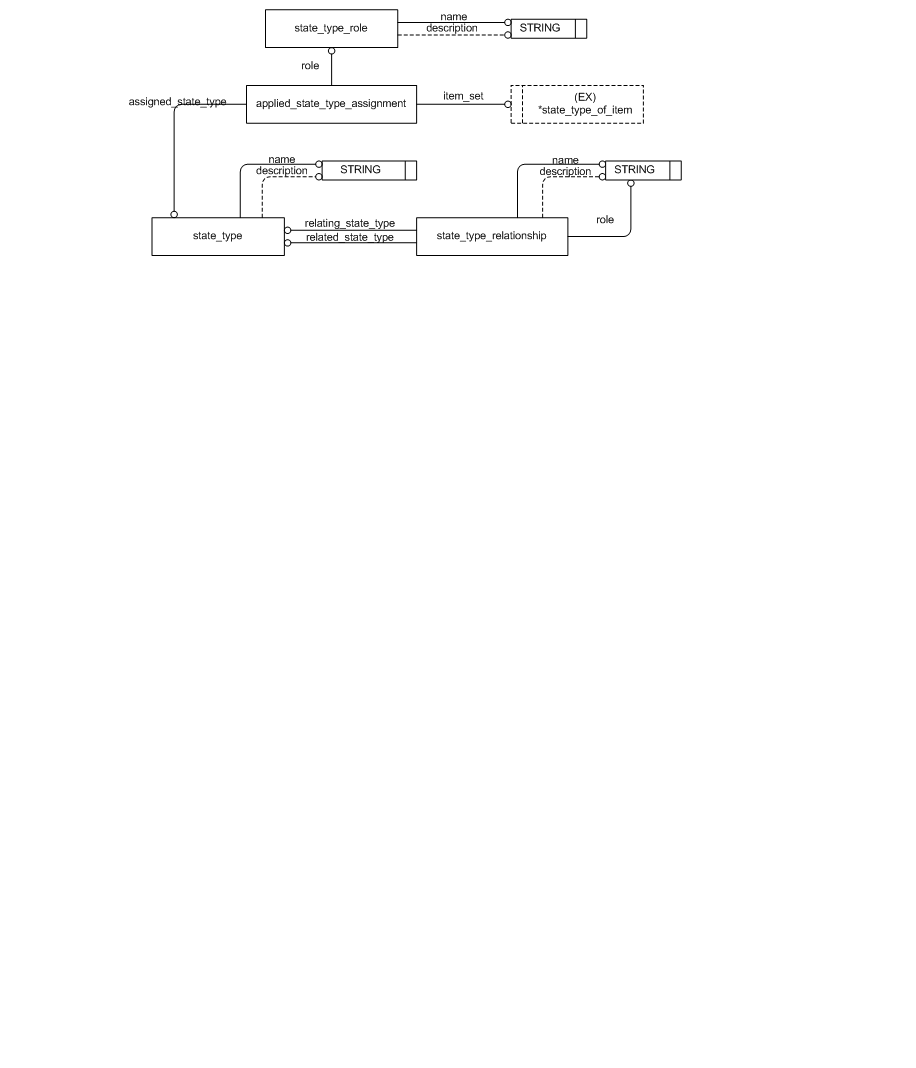 name
state_type_role
description
STRING
role
assigned_state_type
applied_state_type_assignment
item_set
(EX)
*state_type_of_item
name
description
STRING
name
description
STRING
state_type
relating_state_type
related_state_type
state_type_relationship
role